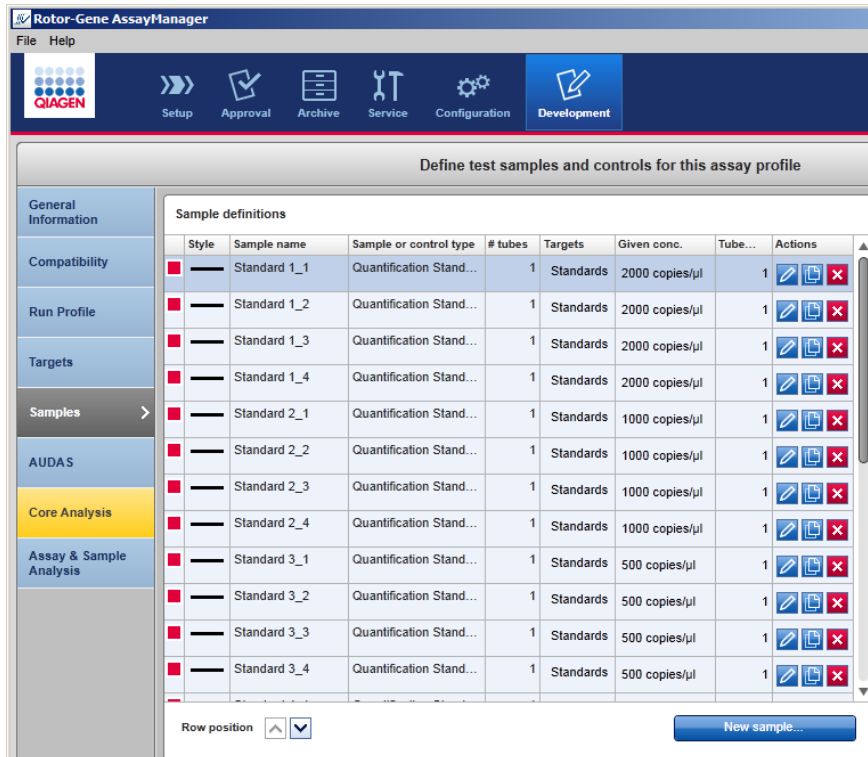 Rotor-Gene AssayManager
File Help
QIAGEN
Setup Approval Archive Service Configuration Development
Define test samples and controls for this assay profile
General
Information
Compatibility
Run Profile
Targets
Samples
AUDAS
Core Analysis
Assay & Sample
Analysis
Sample definitions
Style Sample name Sample or control type # tubes Targets Given conc. Tube... Actions
Standard 1_1 Quantification Stand... 1 Standards 2000 copies/µl 1
Standard 1_2 Quantification Stand... 1 Standards 2000 copies/µl 1
Standard 1_3 Quantification Stand... 1 Standards 2000 copies/µl 1
Standard 1_4 Quantification Stand... 1 Standards 2000 copies/µl 1
Standard 2_1 Quantification Stand... 1 Standards 1000 copies/µl 1
Standard 2_2 Quantification Stand... 1 Standards 1000 copies/µl 1
Standard 2_3 Quantification Stand... 1 Standards 1000 copies/µl 1
Standard 2_4 Quantification Stand... 1 Standards 1000 copies/µl 1
Standard 3_1 Quantification Stand... 1 Standards 500 copies/µl 1
Standard 3_2 Quantification Stand... 1 Standards 500 copies/µl 1
Standard 3_3 Quantification Stand... 1 Standards 500 copies/µl 1
Standard 3_4 Quantification Stand... 1 Standards 500 copies/µl 1
Row position
New sample...